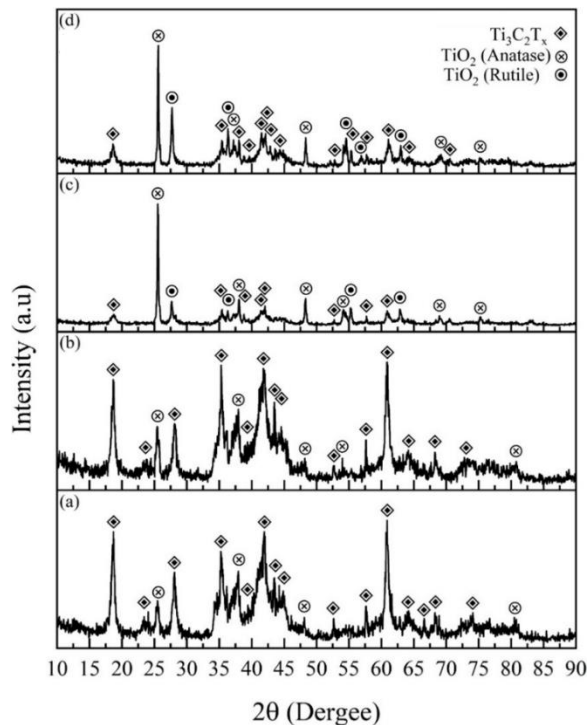 (d)
Ti₃C₂Tₓ
TiO₂ (Anatase)
TiO₂ (Rutile)
(c)
(b)
(a)
Intensity (a.u)
10 15 20 25 30 35 40 45 50 55 60 65 70 75 80 85 90
2θ (Dergee)